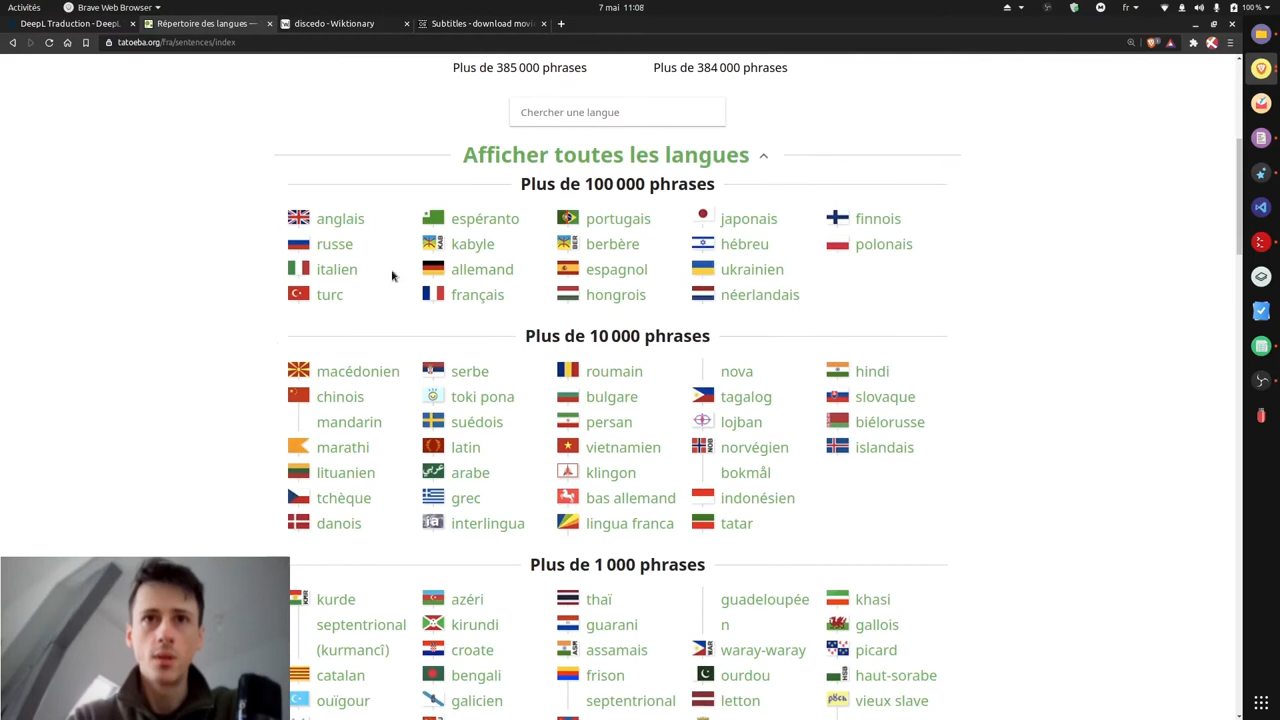 Activités
Brave Web Browser
7 mai 11:08
fr
100 %
DeepL Traduction – DeepL
Répertoire des langues —
discedo - Wiktionary
Subtitles - download movi
tatoeba.org/fra/sentences/index
Plus de 385 000 phrases
Plus de 384 000 phrases
Chercher une langue
Afficher toutes les langues
Plus de 100 000 phrases
anglais espéranto portugais japonais finnois
russe kabyle berbère hébreu polonais
italien allemand espagnol ukrainien
turc français hongrois néerlandais
Plus de 10 000 phrases
macédonien serbe roumain nova hindi
chinois toki pona bulgare tagalog slovaque
mandarin suédois persan lojban biélorusse
marathi latin vietnamien norvégien islandais
lituanien arabe klingon bokmål
tchèque grec bas allemand indonésien
danois interlingua lingua franca tatar
Plus de 1 000 phrases
kurde azéri thaï guadeloupée khasi
septentrional kirundi guarani n gallois
(kurmancî) croate assamais waray-waray picard
catalan bengali frison ourdou haut-sorabe
ouïgour galicien septentrional letton vieux slave